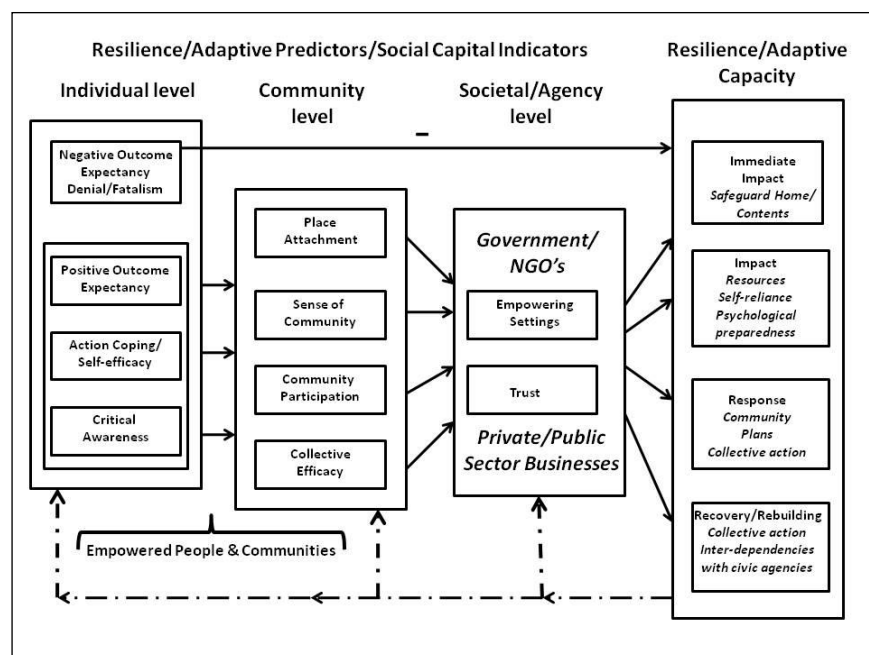 Resilience/Adaptive Predictors/Social Capital Indicators
Resilience/Adaptive
Capacity
Individual level
Community
level
Societal/Agency
level
–
Negative Outcome
Expectancy
Denial/Fatalism
Positive Outcome
Expectancy
Action Coping/
Self-efficacy
Critical
Awareness
Place
Attachment
Sense of
Community
Community
Participation
Collective
Efficacy
Government/
NGO's
Empowering
Settings
Trust
Private/Public
Sector Businesses
Immediate
Impact
Safeguard Home/
Contents
Impact
Resources
Self-reliance
Psychological
preparedness
Response
Community
Plans
Collective action
Recovery/Rebuilding
Collective action
Inter-dependencies
with civic agencies
Empowered People & Communities